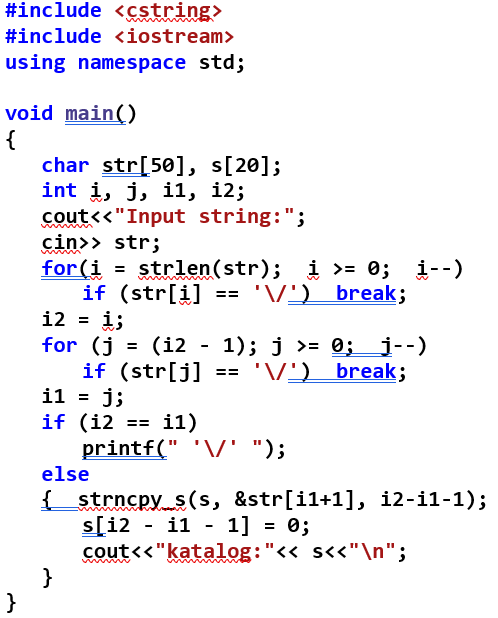 #include <cstring>
#include <iostream>
using namespace std;

void main()
{
   char str[50], s[20];
   int i, j, i1, i2;
   cout<<"Input string:";
   cin>> str;
   for(i = strlen(str);  i >= 0;  i--)
      if (str[i] == '\/')  break;
   i2 = i;
   for (j = (i2 - 1); j >= 0;  j--)
      if (str[j] == '\/')  break;
   i1 = j;
   if (i2 == i1)
      printf(" '\/' ");
   else
   {  strncpy_s(s, &str[i1+1], i2-i1-1);
      s[i2 - i1 - 1] = 0;
      cout<<"katalog:"<< s<<"\n";
   }
}